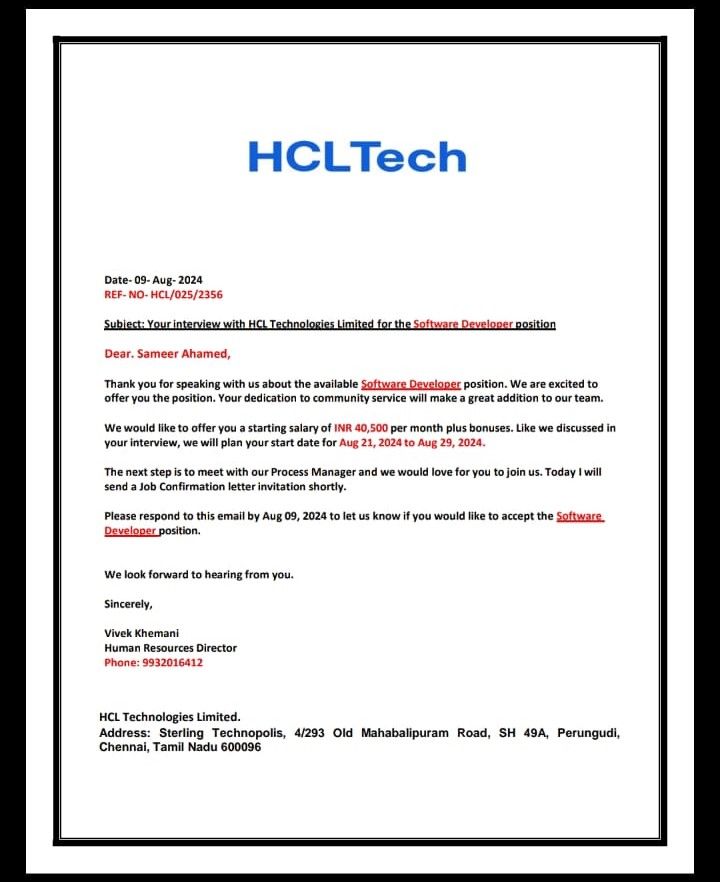 HCLTech
Date- 09- Aug- 2024
REF- NO- HCL/025/2356
Subject: Your interview with HCL Technologies Limited for the Software Developer position
Dear. Sameer Ahamed,
Thank you for speaking with us about the available Software Developer position. We are excited to
offer you the position. Your dedication to community service will make a great addition to our team.
We would like to offer you a starting salary of INR 40,500 per month plus bonuses. Like we discussed in
your interview, we will plan your start date for Aug 21, 2024 to Aug 29, 2024.
The next step is to meet with our Process Manager and we would love for you to join us. Today I will
send a Job Confirmation letter invitation shortly.
Please respond to this email by Aug 09, 2024 to let us know if you would like to accept the Software
Developer position.
We look forward to hearing from you.
Sincerely,
Vivek Khemani
Human Resources Director
Phone: 9932016412
HCL Technologies Limited.
Address: Sterling Technopolis, 4/293 Old Mahabalipuram Road, SH 49A, Perungudi,
Chennai, Tamil Nadu 600096